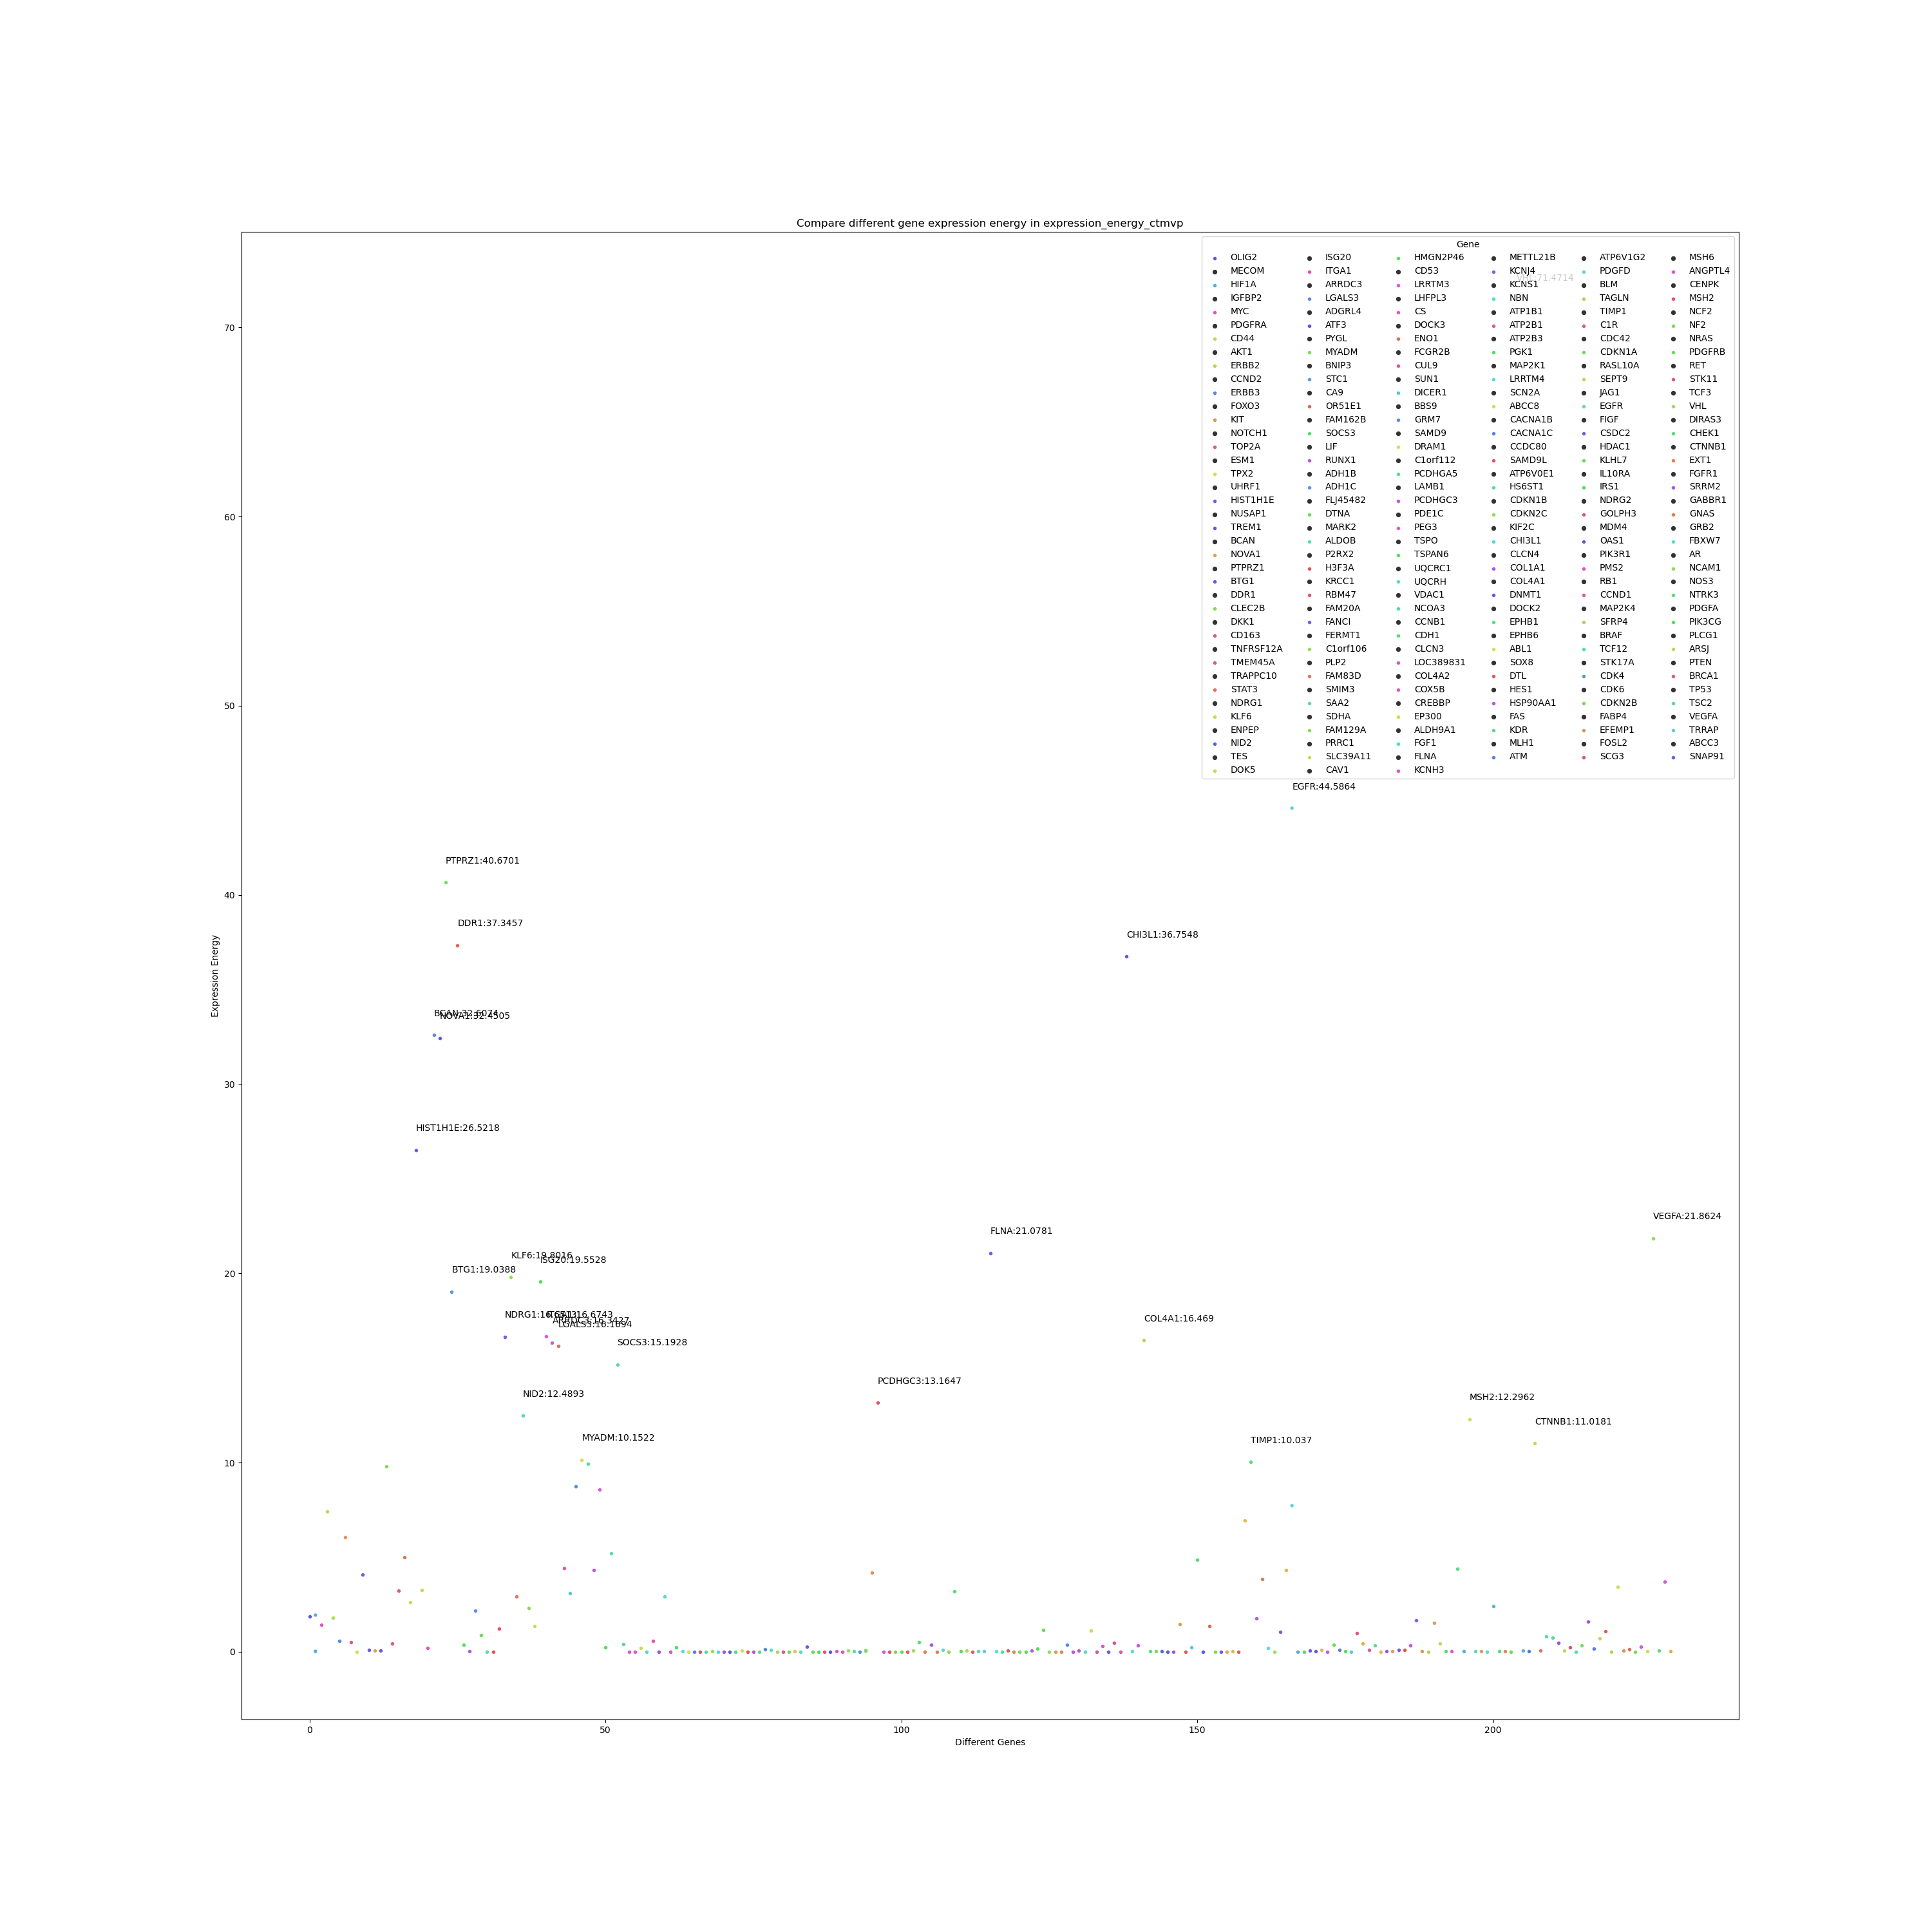 Compare different gene expression energy in expression_energy_ctmvp
Gene
OLIG2
MECOM
HIF1A
IGFBP2
MYC
PDGFRA
CD44
AKT1
ERBB2
CCND2
ERBB3
FOXO3
KIT
NOTCH1
TOP2A
ESM1
TPX2
UHRF1
HIST1H1E
NUSAP1
TREM1
BCAN
NOVA1
PTPRZ1
BTG1
DDR1
CLEC2B
DKK1
CD163
TNFRSF12A
TMEM45A
TRAPPC10
STAT3
NDRG1
KLF6
ENPEP
NID2
TES
DOK5
ISG20
ITGA1
ARRDC3
LGALS3
ADGRL4
ATF3
PYGL
MYADM
BNIP3
STC1
CA9
OR51E1
FAM162B
SOCS3
LIF
RUNX1
ADH1B
ADH1C
FLJ45482
DTNA
MARK2
ALDOB
P2RX2
H3F3A
KRCC1
RBM47
FAM20A
FANCI
FERMT1
C1orf106
PLP2
FAM83D
SMIM3
SAA2
SDHA
FAM129A
PRRC1
SLC39A11
CAV1
HMGN2P46
CD53
LRRTM3
LHFPL3
CS
DOCK3
ENO1
FCGR2B
CUL9
SUN1
DICER1
BBS9
GRM7
SAMD9
DRAM1
C1orf112
PCDHGA5
LAMB1
PCDHGC3
PDE1C
PEG3
TSPO
TSPAN6
UQCRC1
UQCRH
VDAC1
NCOA3
CCNB1
CDH1
CLCN3
LOC389831
COL4A2
COX5B
CREBBP
EP300
ALDH9A1
FGF1
FLNA
KCNH3
METTL21B
KCNJ4
KCNS1
NBN
ATP1B1
ATP2B1
ATP2B3
PGK1
MAP2K1
LRRTM4
SCN2A
ABCC8
CACNA1B
CACNA1C
CCDC80
SAMD9L
ATP6V0E1
HS6ST1
CDKN1B
CDKN2C
KIF2C
CHI3L1
CLCN4
COL1A1
COL4A1
DNMT1
DOCK2
EPHB1
EPHB6
ABL1
SOX8
DTL
HES1
HSP90AA1
FAS
KDR
MLH1
ATM
ATP6V1G2
PDGFD
BLM
TAGLN
TIMP1
C1R
CDC42
CDKN1A
RASL10A
SEPT9
JAG1
EGFR
FIGF
CSDC2
HDAC1
KLHL7
IL10RA
IRS1
NDRG2
GOLPH3
MDM4
OAS1
PIK3R1
PMS2
RB1
CCND1
MAP2K4
SFRP4
BRAF
TCF12
STK17A
CDK4
CDK6
CDKN2B
FABP4
EFEMP1
FOSL2
SCG3
MSH6
ANGPTL4
CENPK
MSH2
NCF2
NF2
NRAS
PDGFRB
RET
STK11
TCF3
VHL
DIRAS3
CHEK1
CTNNB1
EXT1
FGFR1
SRRM2
GABBR1
GNAS
GRB2
FBXW7
AR
NCAM1
NOS3
NTRK3
PDGFA
PIK3CG
PLCG1
ARSJ
PTEN
BRCA1
TP53
TSC2
VEGFA
TRRAP
ABCC3
SNAP91
71.4714
EGFR:44.5864
PTPRZ1:40.6701
DDR1:37.3457
CHI3L1:36.7548
NOVA1:32.4505
HIST1H1E:26.5218
VEGFA:21.8624
FLNA:21.0781
KLF6:19.8016
ISG20:19.5528
BTG1:19.0388
COL4A1:16.469
SOCS3:15.1928
NID2:12.4893
PCDHGC3:13.1647
MSH2:12.2962
CTNNB1:11.0181
MYADM:10.1522
TIMP1:10.037
70
60
50
40
30
20
10
0
Expression Energy
0
50
100
150
200
Different Genes